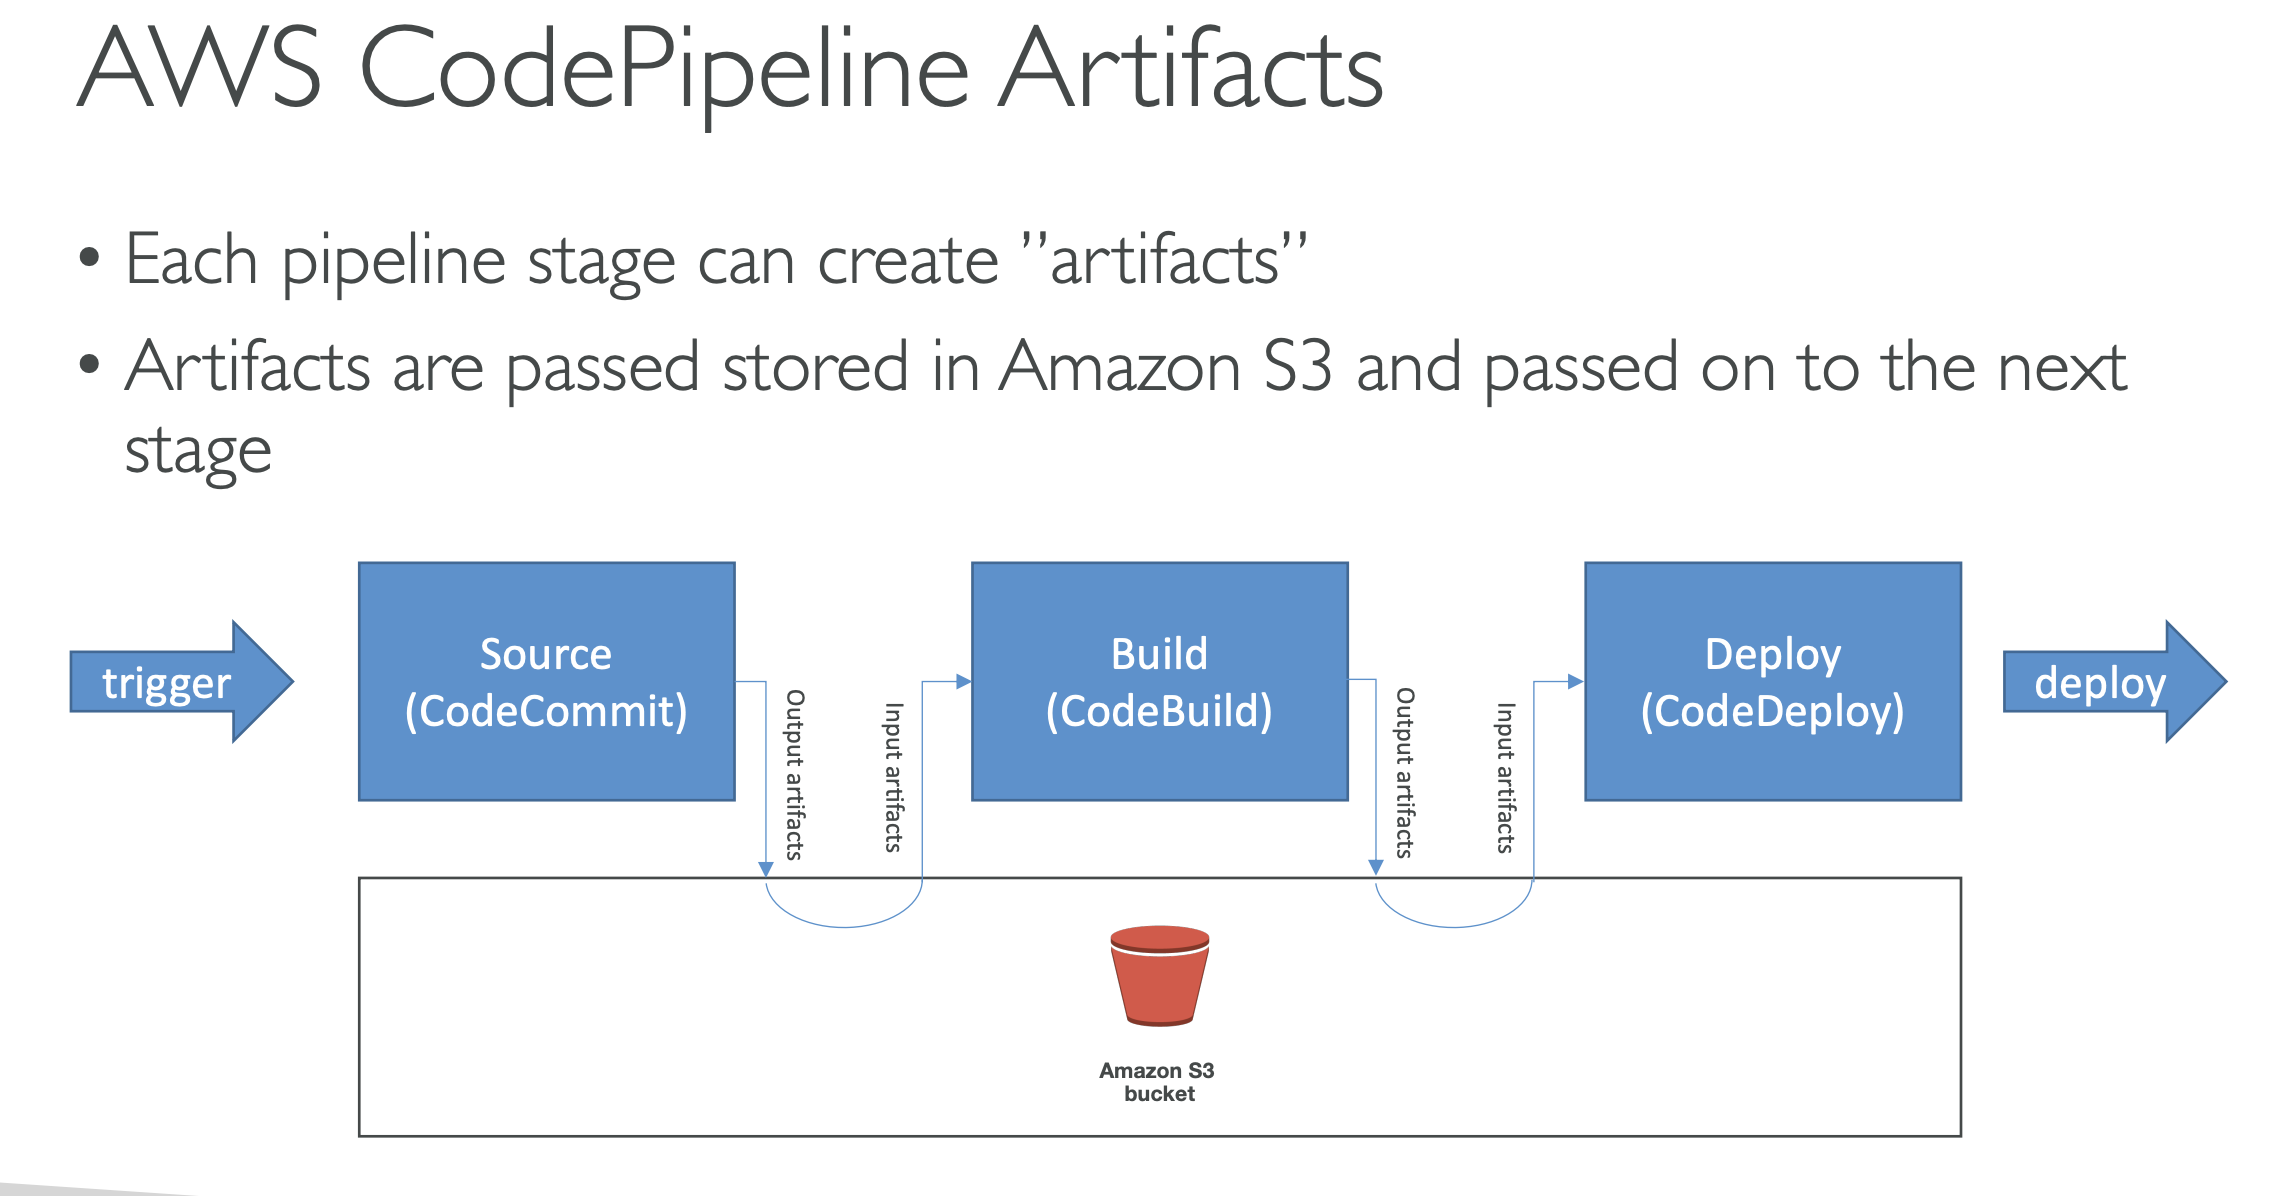 AWS CodePipeline Artifacts
• Each pipeline stage can create ”artifacts”
• Artifacts are passed stored in Amazon S3 and passed on to the next
stage
trigger
Source
(CodeCommit)
Output artifacts
Input artifacts
Build
(CodeBuild)
Output artifacts
Input artifacts
Deploy
(CodeDeploy)
deploy
Amazon S3
bucket